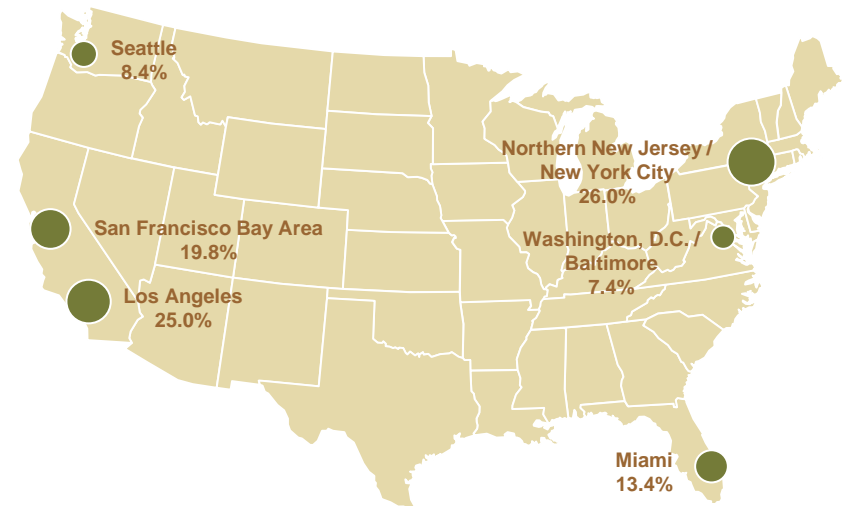 Seattle
8.4%
Northern New Jersey /
New York City
26.0%
San Francisco Bay Area
19.8%
Washington, D.C. /
Baltimore
7.4%
Los Angeles
25.0%
Miami
13.4%